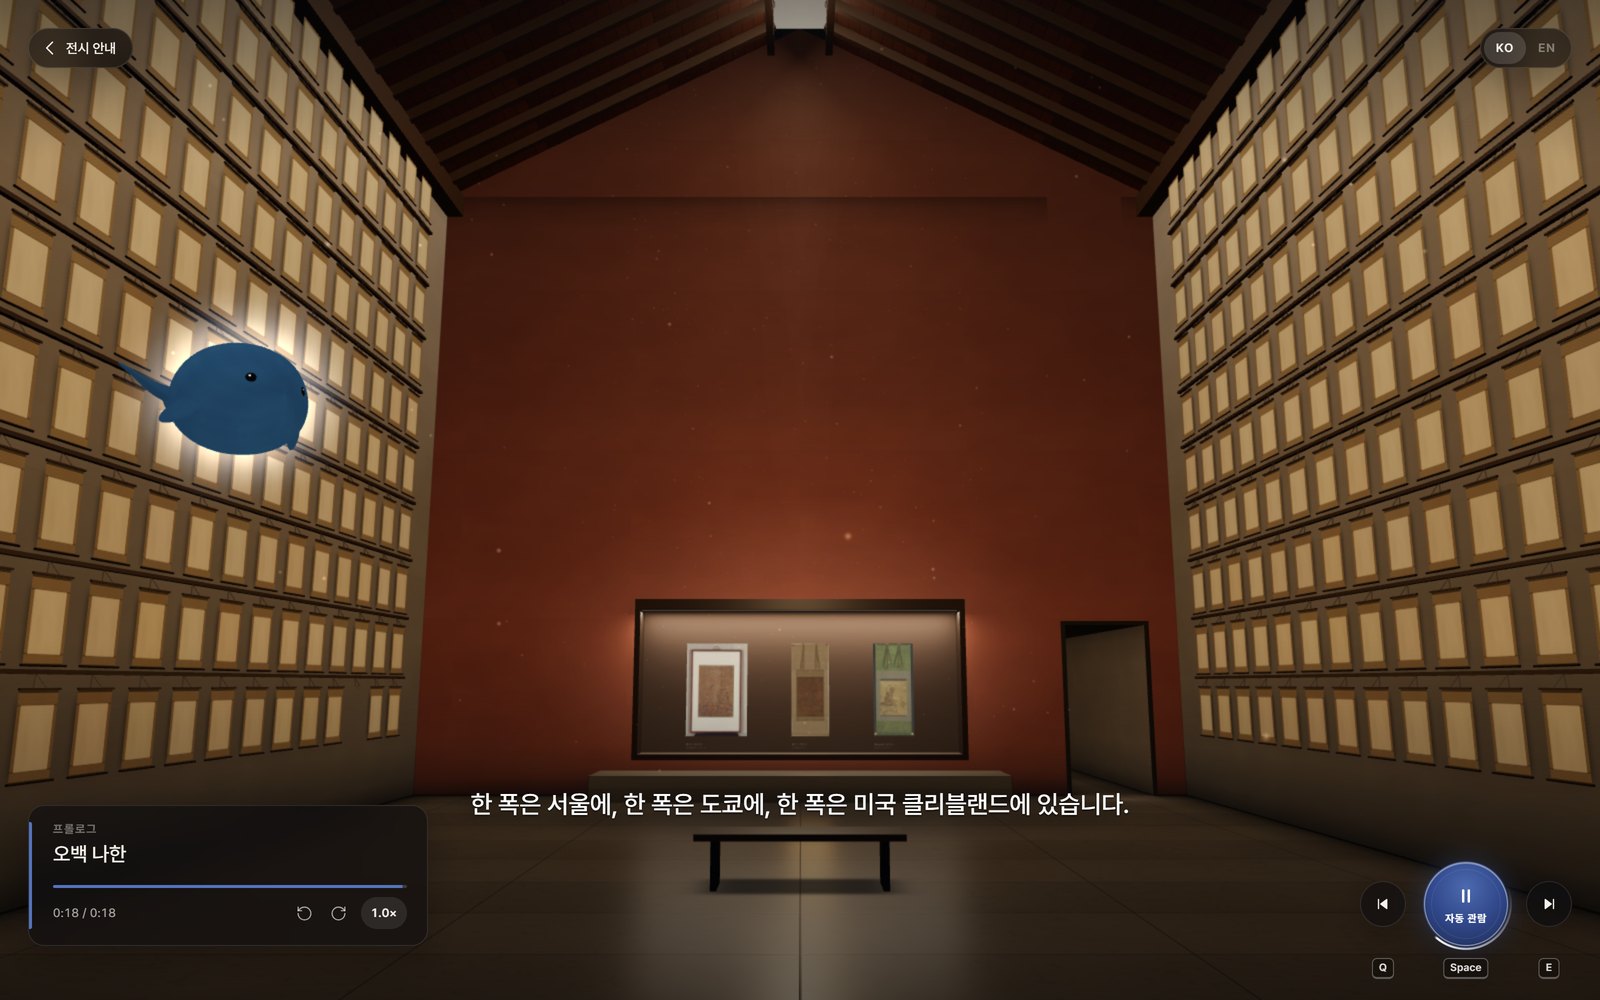 전시 안내
KO EN
한 폭은 서울에, 한 폭은 도쿄에, 한 폭은 미국 클리블랜드에 있습니다.
프롤로그
오백 나한
0:18 / 0:18
1.0×
자동 관람
Q
Space
E